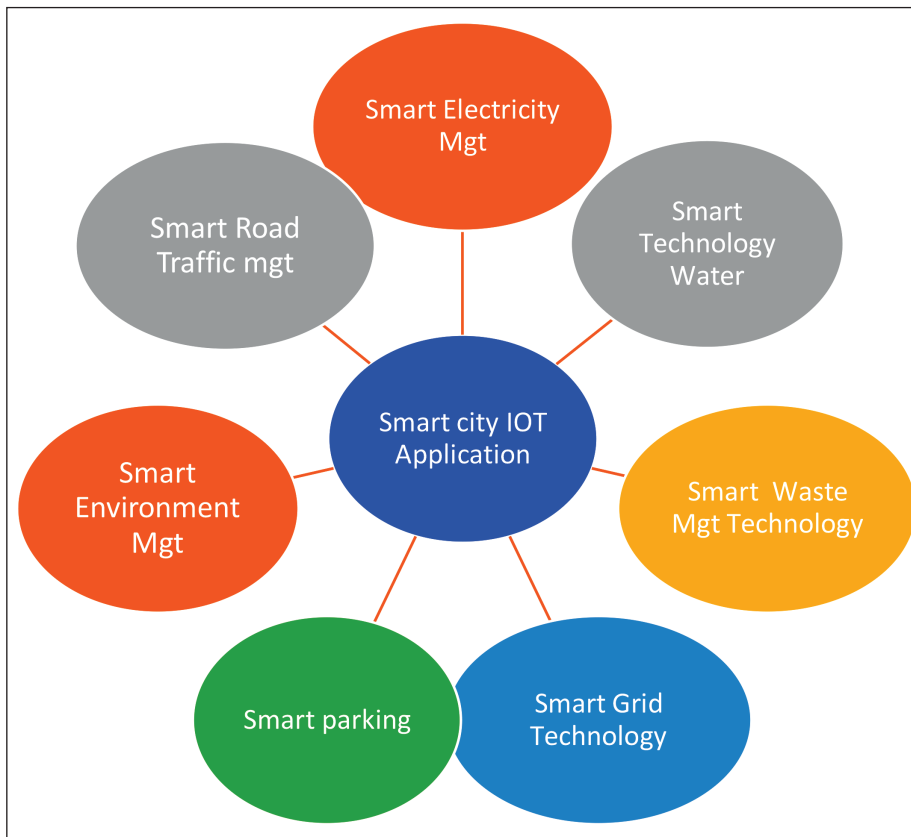 Smart Electricity
Mgt
Smart Road
Traffic mgt
Smart
Technology
Water
Smart city IOT
Application
Smart
Environment
Mgt
Smart  Waste
Mgt Technology
Smart parking
Smart Grid
Technology